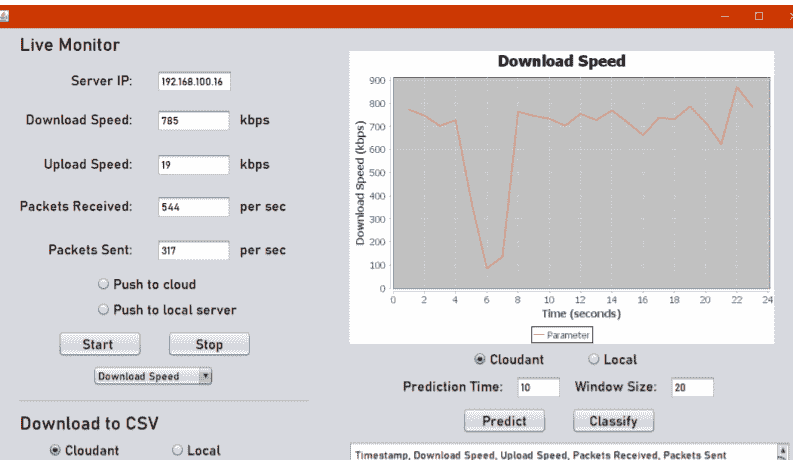 Live Monitor
Server IP: 192.168.100.16
Download Speed: 785 kbps
Upload Speed: 19 kbps
Packets Received: 544 per sec
Packets Sent: 317 per sec
Push to cloud
Push to local server
Start Stop
Download Speed
Download to CSV
Cloudant Local
Download Speed
Download Speed (kbps)
900
800
700
600
500
400
300
200
100
0
0 2 4 6 8 10 12 14 16 18 20 22 24
Time (seconds)
Parameter
Cloudant Local
Prediction Time: 10 Window Size: 20
Predict Classify
Timestamp, Download Speed, Upload Speed, Packets Received, Packets Sent